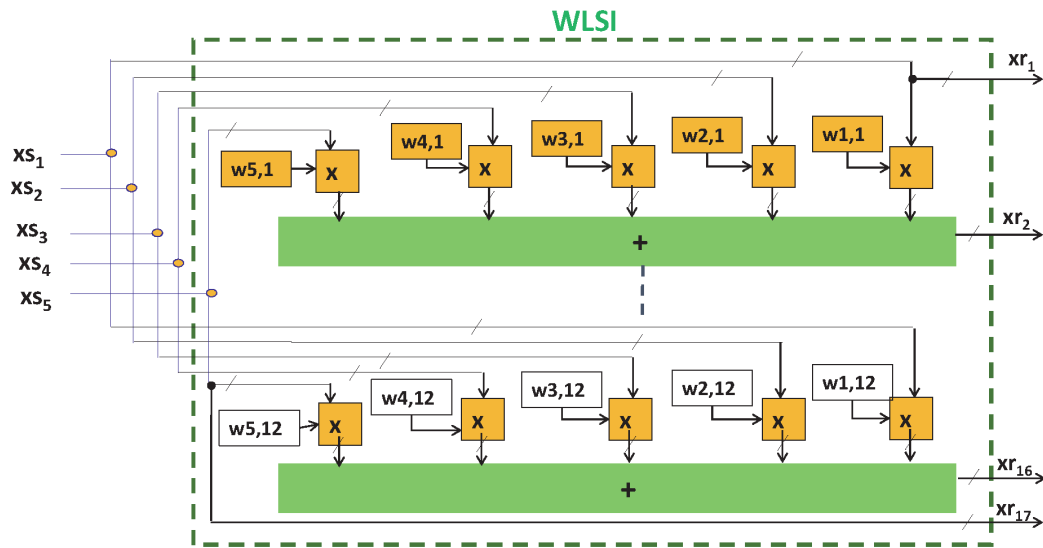 WLSI
xr1
w5,1
w4,1
w3,1
w2,1
w1,1
xs1
x
x
x
x
x
xs2
xs3
+
xr2
xs4
xs5
w5,12
w4,12
w3,12
w2,12
w1,12
x
x
x
x
x
+
xr16
xr17